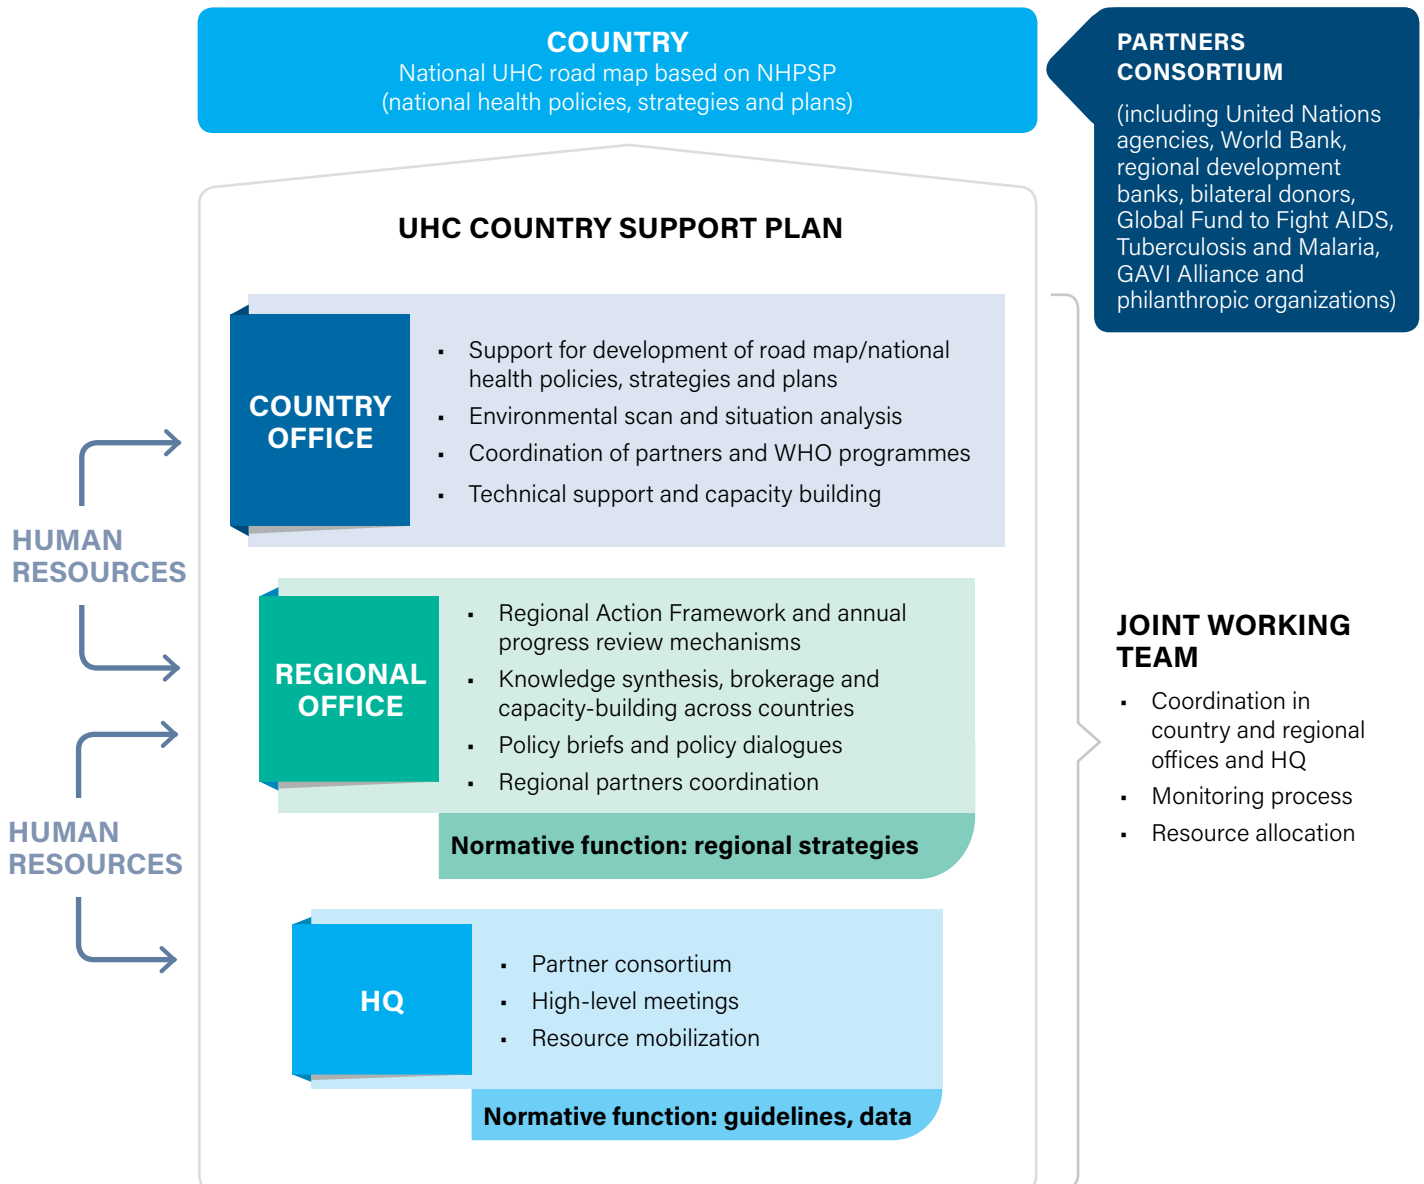 COUNTRY
National UHC road map based on NHPSP
(national health policies, strategies and plans)
PARTNERS
CONSORTIUM
(including United Nations
agencies, World Bank,
regional development
banks, bilateral donors,
Global Fund to Fight AIDS,
Tuberculosis and Malaria,
GAVI Alliance and
philanthropic organizations)
UHC COUNTRY SUPPORT PLAN
COUNTRY
OFFICE
▪ Support for development of road map/national
health policies, strategies and plans
▪ Environmental scan and situation analysis
▪ Coordination of partners and WHO programmes
▪ Technical support and capacity building
HUMAN
RESOURCES
REGIONAL
OFFICE
▪ Regional Action Framework and annual
progress review mechanisms
▪ Knowledge synthesis, brokerage and
capacity-building across countries
▪ Policy briefs and policy dialogues
▪ Regional partners coordination
Normative function: regional strategies
HUMAN
RESOURCES
HQ
▪ Partner consortium
▪ High-level meetings
▪ Resource mobilization
Normative function: guidelines, data
JOINT WORKING
TEAM
▪ Coordination in
country and regional
offices and HQ
▪ Monitoring process
▪ Resource allocation